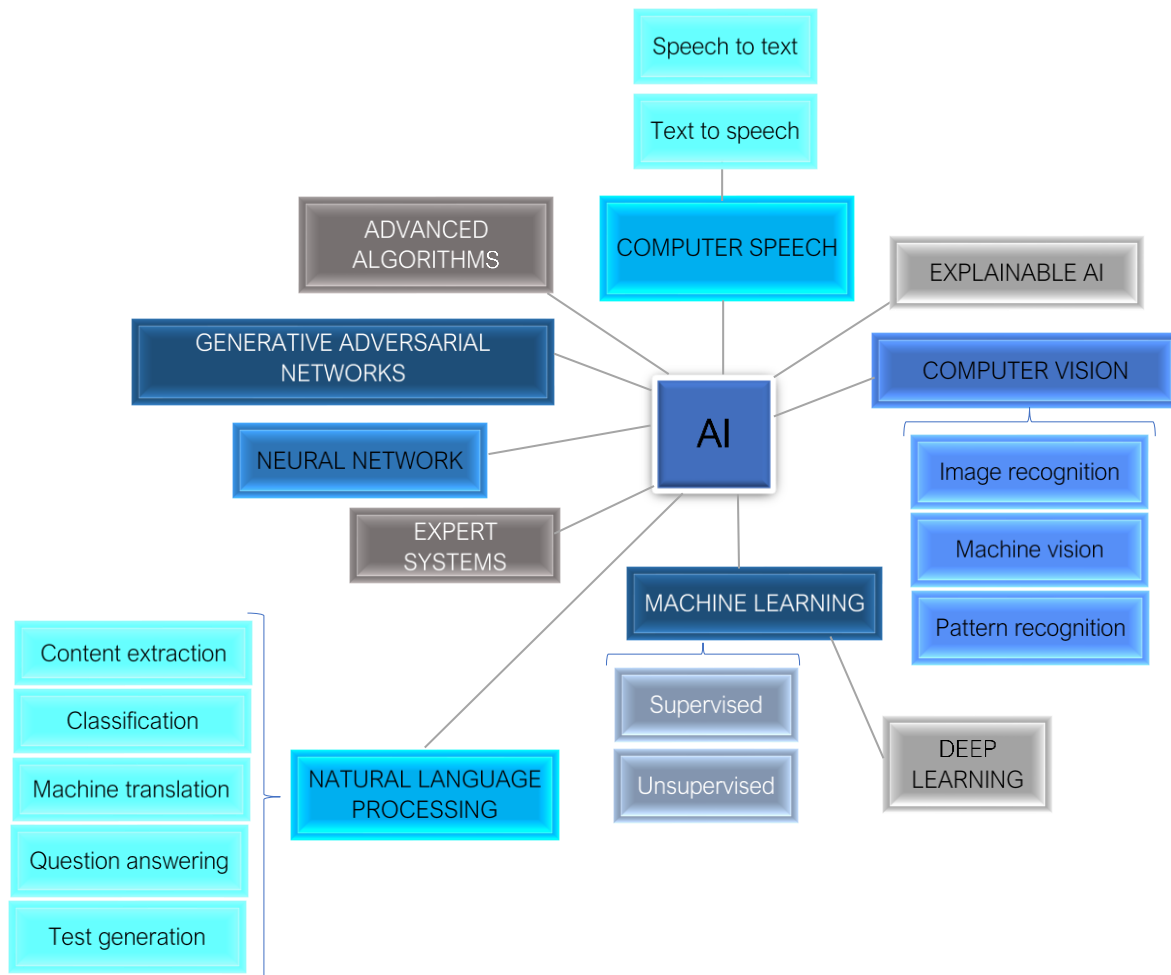 Speech to text
Text to speech
ADVANCED
ALGORITHMS
COMPUTER SPEECH
EXPLAINABLE AI
GENERATIVE ADVERSARIAL
NETWORKS
COMPUTER VISION
AI
NEURAL NETWORK
Image recognition
EXPERT
SYSTEMS
Machine vision
MACHINE LEARNING
Pattern recognition
Content extraction
Supervised
Classification
DEEP
LEARNING
NATURAL LANGUAGE
PROCESSING
Unsupervised
Machine translation
Question answering
Test generation